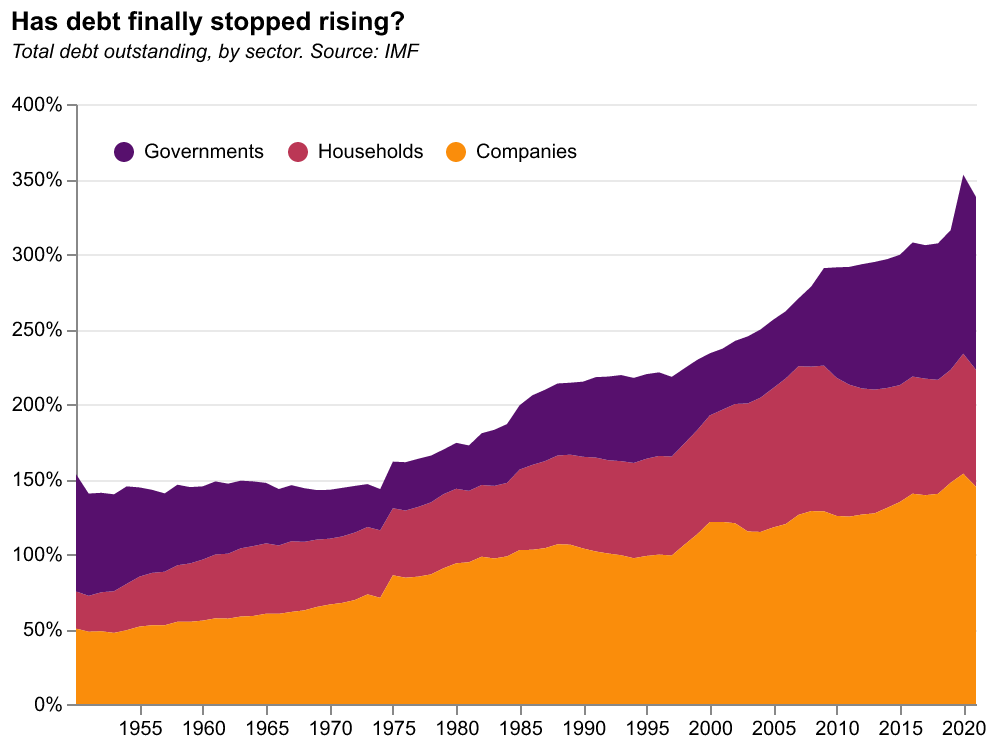 Has debt finally stopped rising?
Total debt outstanding, by sector. Source: IMF
400%
Governments Households Companies
350%
300%
250%
200%
150%
100%
50%
0%
1955 1960 1965 1970 1975 1980 1985 1990 1995 2000 2005 2010 2015 2020